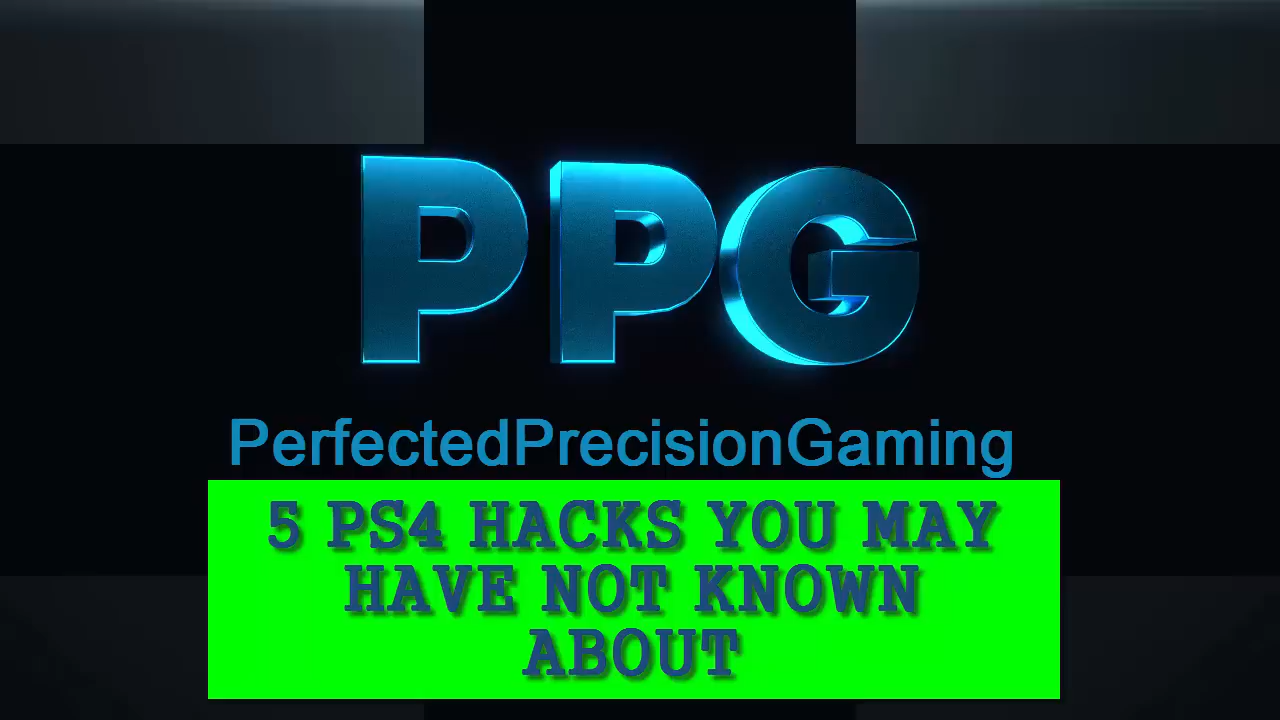 PPG
PerfectedPrecisionGaming
5 PS4 HACKS YOU MAY
HAVE NOT KNOWN
ABOUT